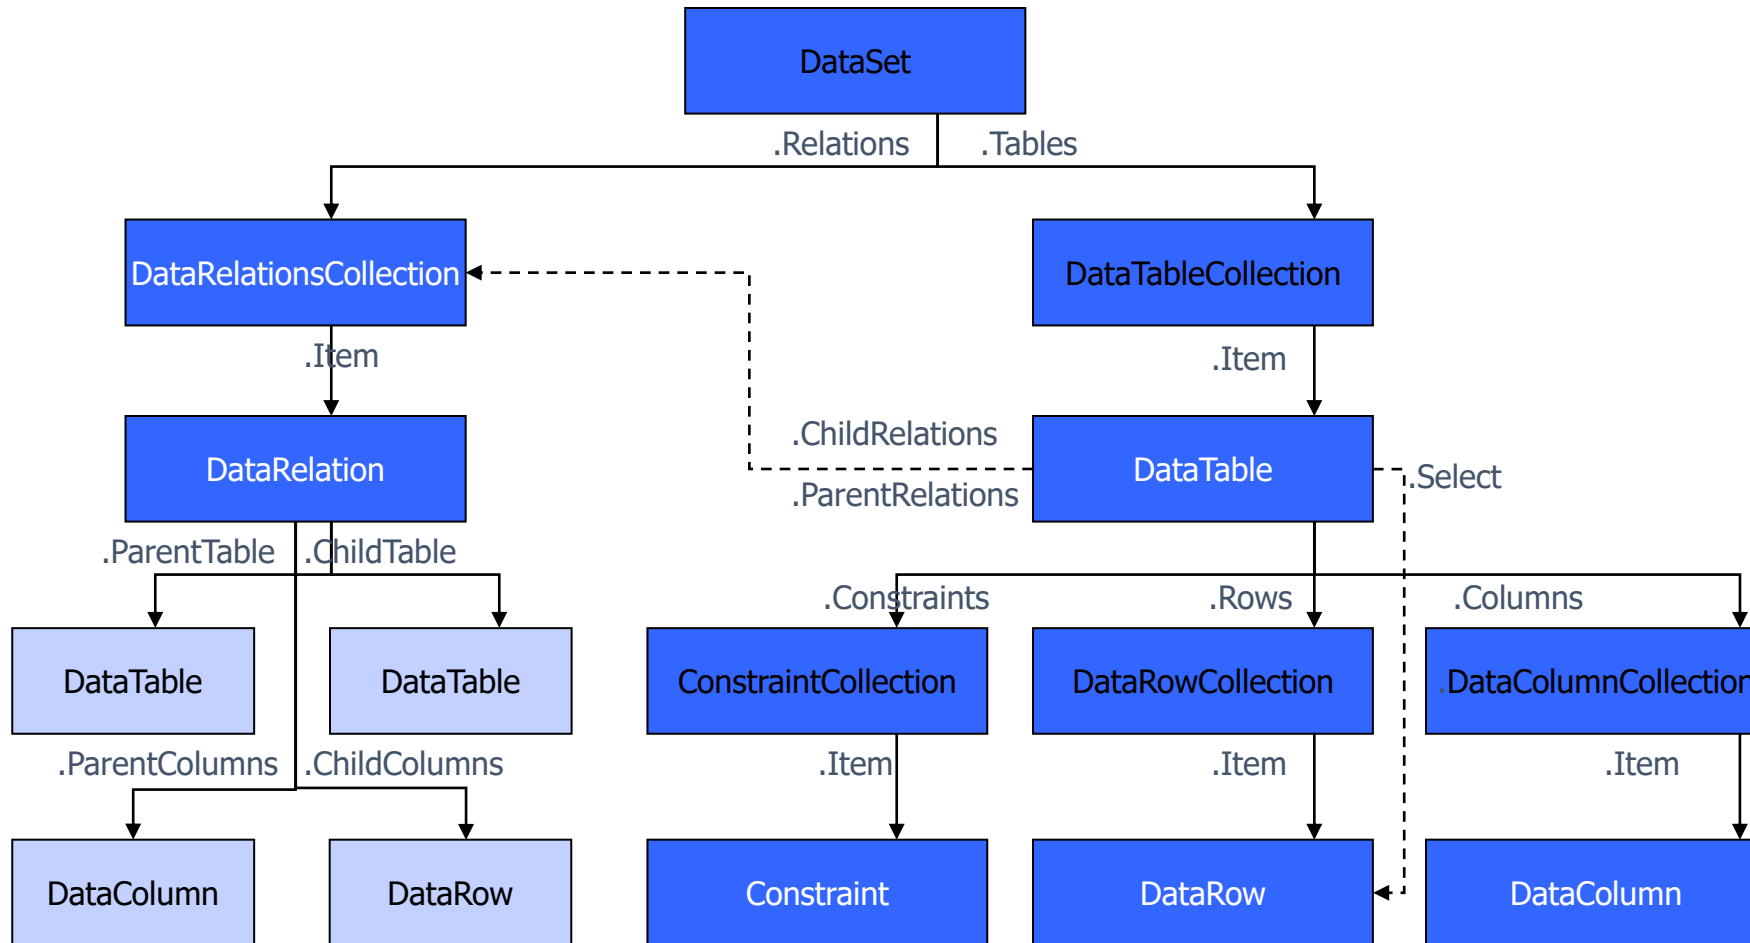 DataSet
.Relations
.Tables
DataRelationsCollection
DataTableCollection
.Item
.Item
.ChildRelations
DataRelation
DataTable
.Select
.ParentRelations
.ParentTable
.ChildTable
.Constraints
.Rows
.Columns
DataTable
DataTable
ConstraintCollection
DataRowCollection
.DataColumnCollection
.ParentColumns
.ChildColumns
.Item
.Item
.Item
DataColumn
DataRow
Constraint
DataRow
DataColumn